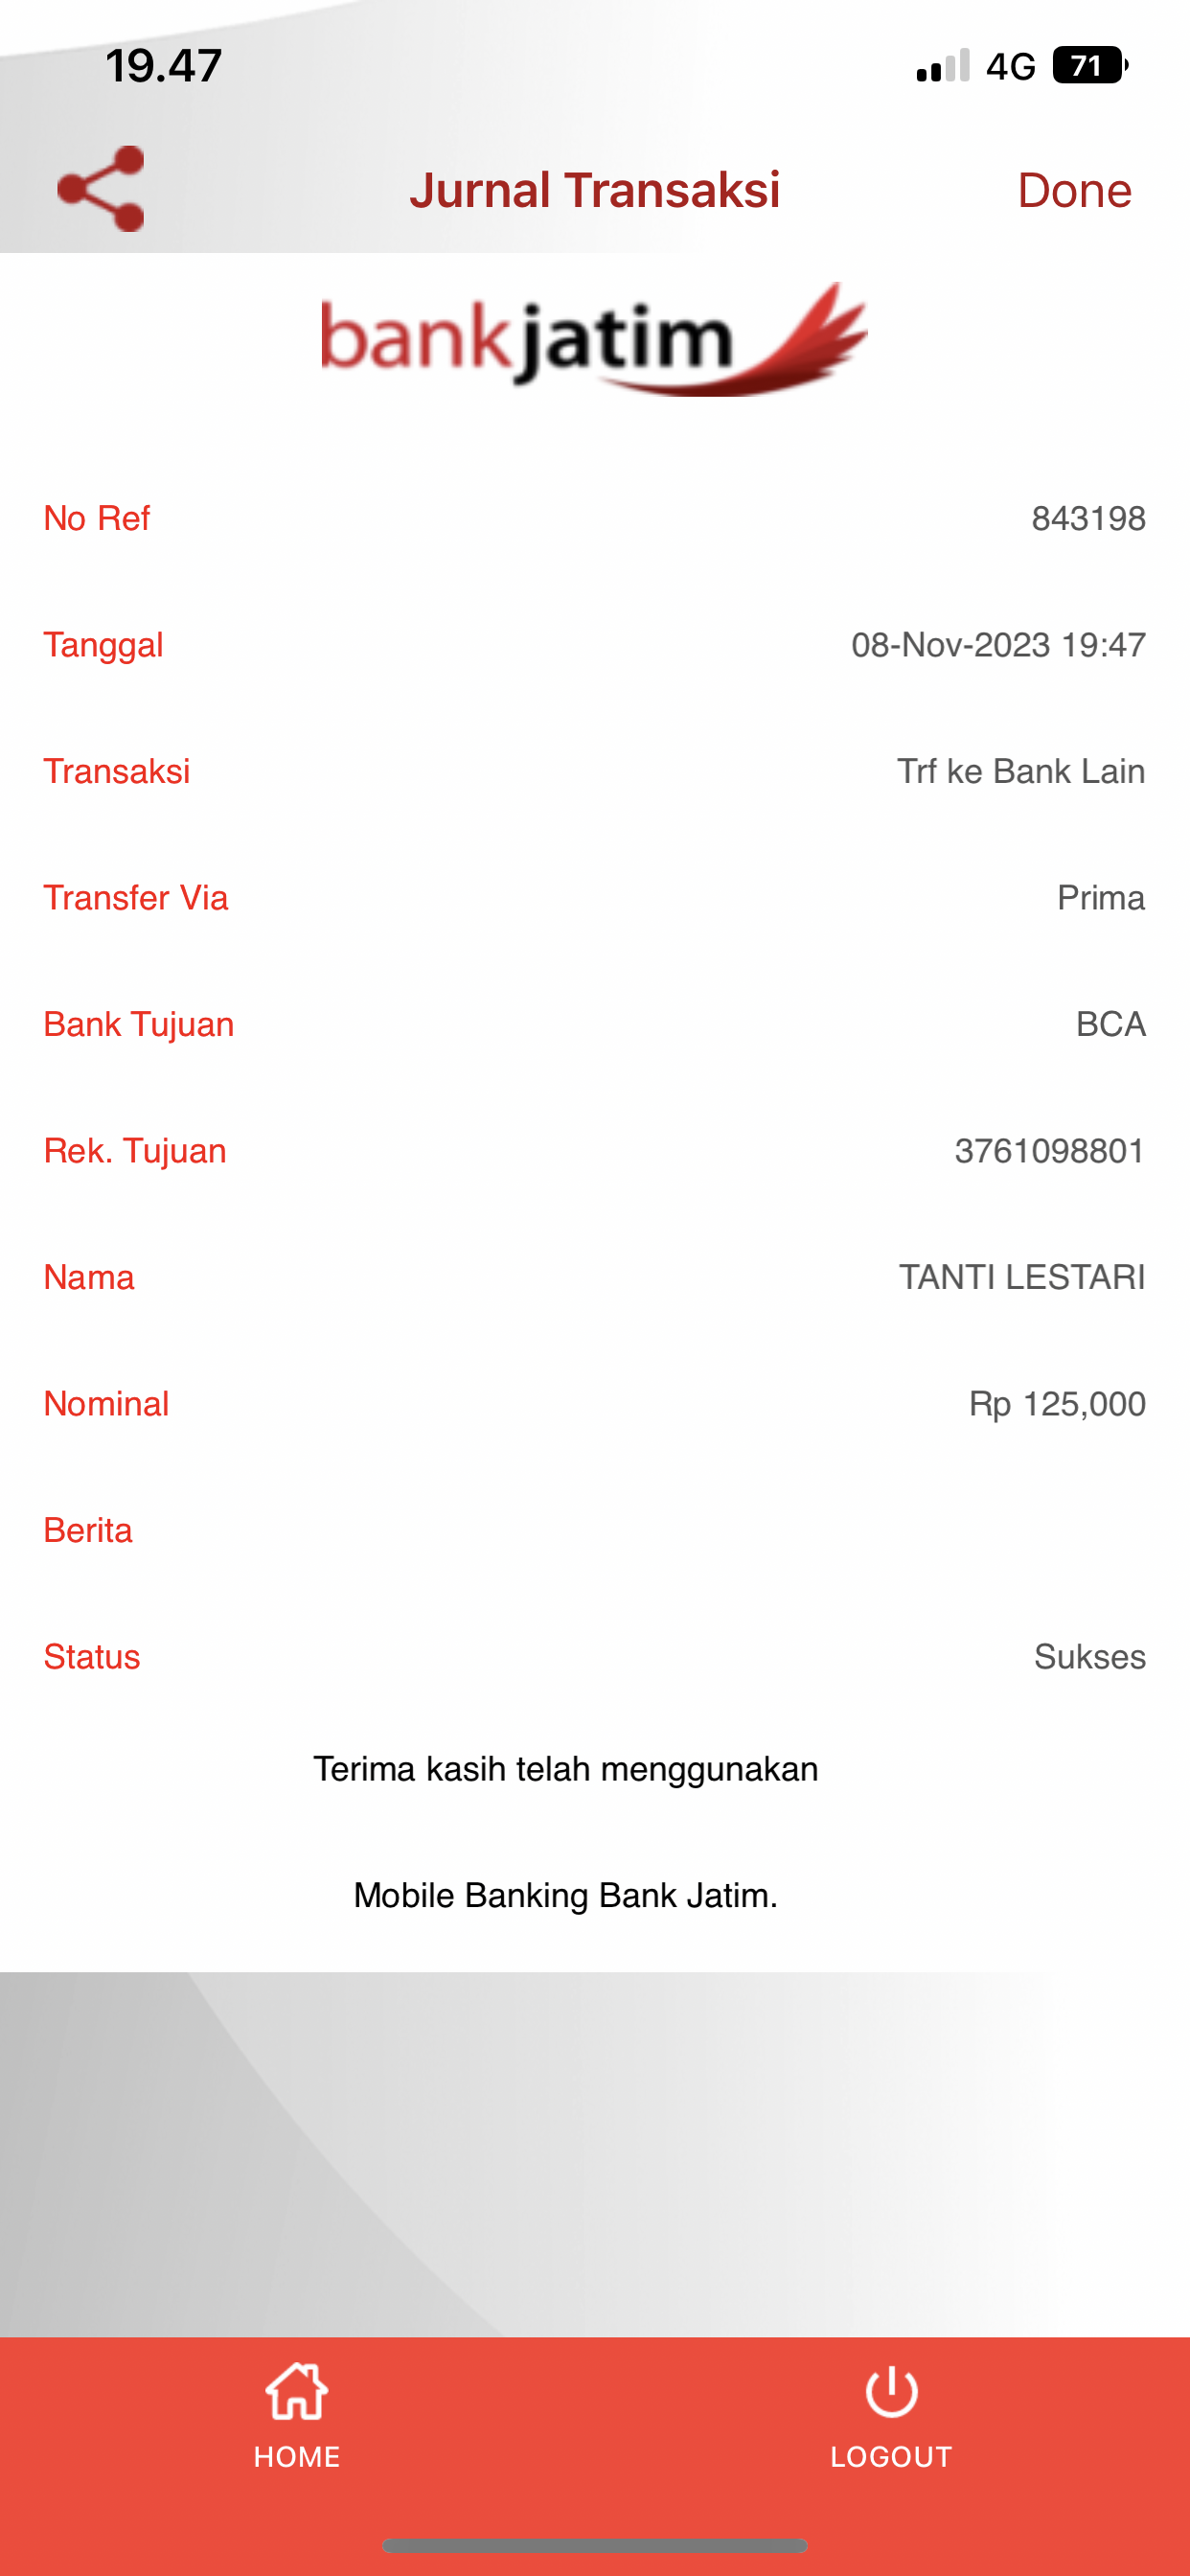 19.47 4G 71
Jurnal Transaksi Done
bankjatim
No Ref 843198
Tanggal 08-Nov-2023 19:47
Transaksi Trf ke Bank Lain
Transfer Via Prima
Bank Tujuan BCA
Rek. Tujuan 3761098801
Nama TANTI LESTARI
Nominal Rp 125,000
Berita
Status Sukses
Terima kasih telah menggunakan
Mobile Banking Bank Jatim.
HOME LOGOUT